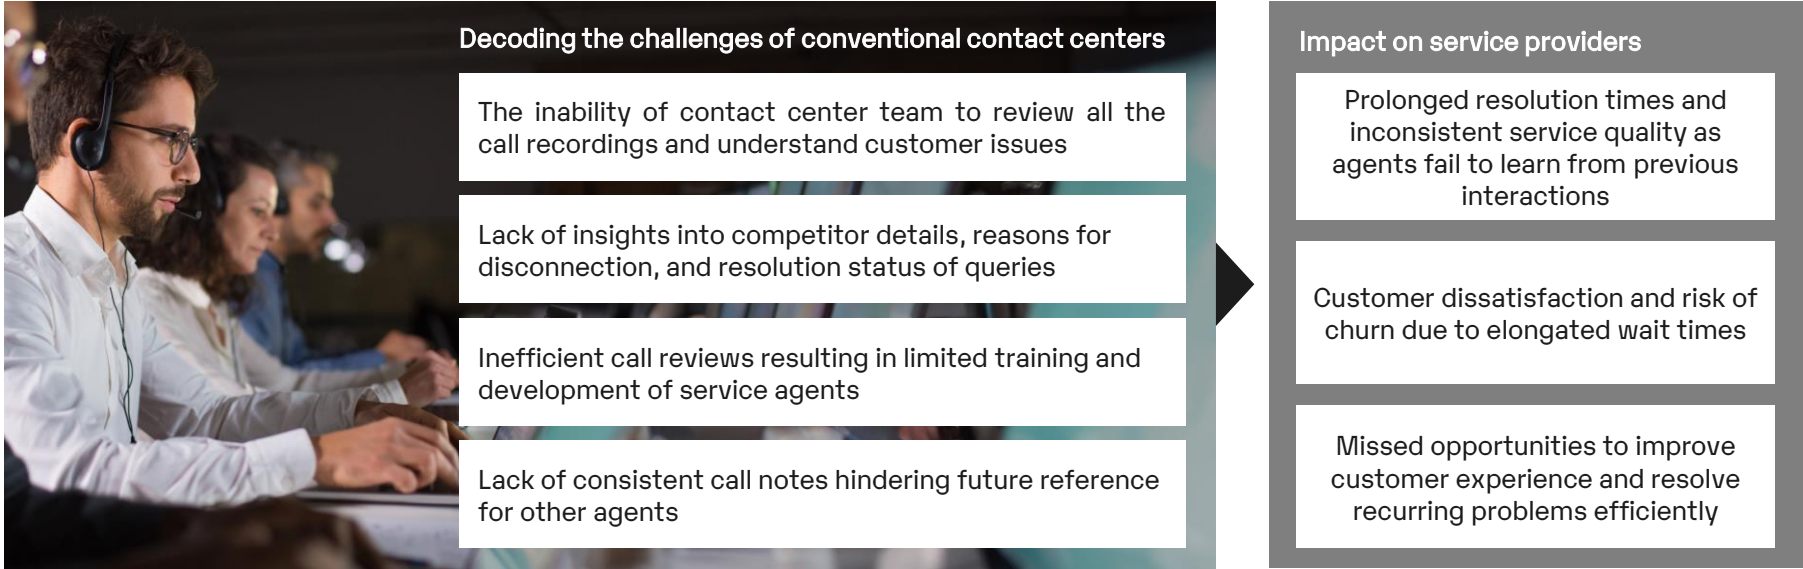 Decoding the challenges of conventional contact centers
The inability of contact center team to review all the
call recordings and understand customer issues
Lack of insights into competitor details, reasons for
disconnection, and resolution status of queries
Inefficient call reviews resulting in limited training and
development of service agents
Lack of consistent call notes hindering future reference
for other agents
Impact on service providers
Prolonged resolution times and
inconsistent service quality as
agents fail to learn from previous
interactions
Customer dissatisfaction and risk of
churn due to elongated wait times
Missed opportunities to improve
customer experience and resolve
recurring problems efficiently